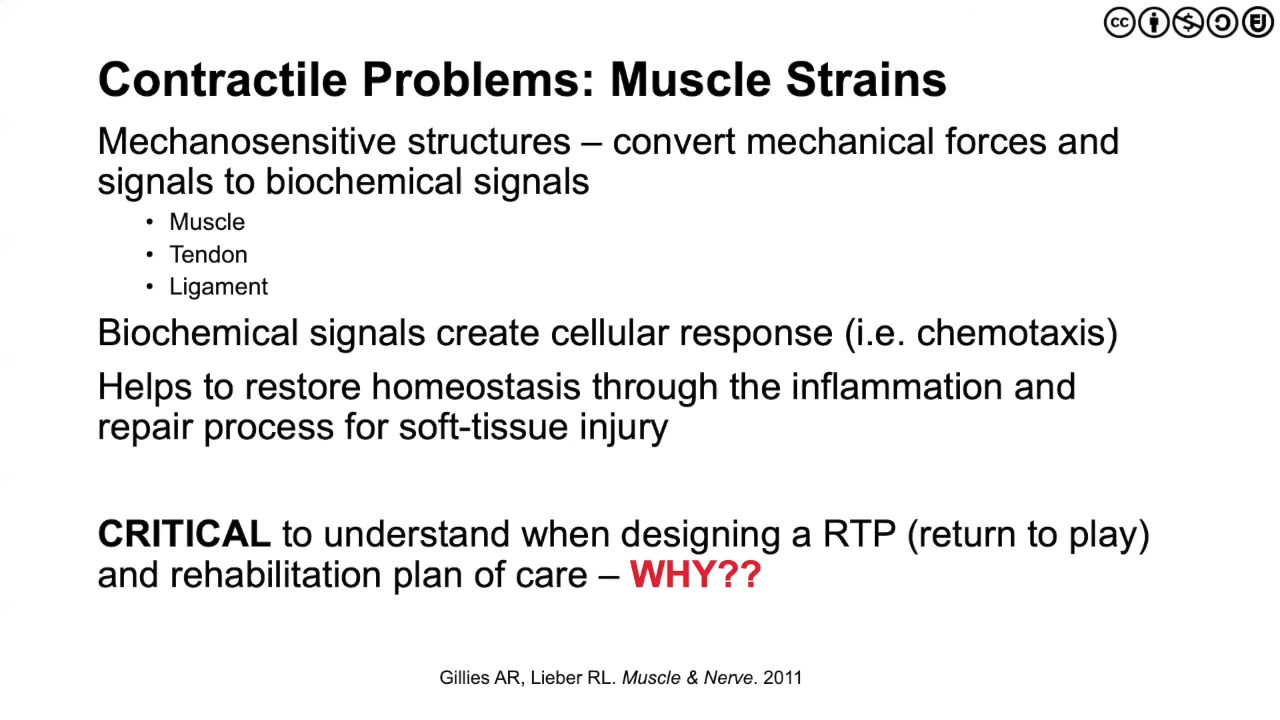 cc
Contractile Problems: Muscle Strains
Mechanosensitive structures – convert mechanical forces and
signals to biochemical signals
• Muscle
• Tendon
• Ligament
Biochemical signals create cellular response (i.e. chemotaxis)
Helps to restore homeostasis through the inflammation and
repair process for soft-tissue injury
CRITICAL to understand when designing a RTP (return to play)
and rehabilitation plan of care – WHY??
Gillies AR, Lieber RL. Muscle & Nerve. 2011